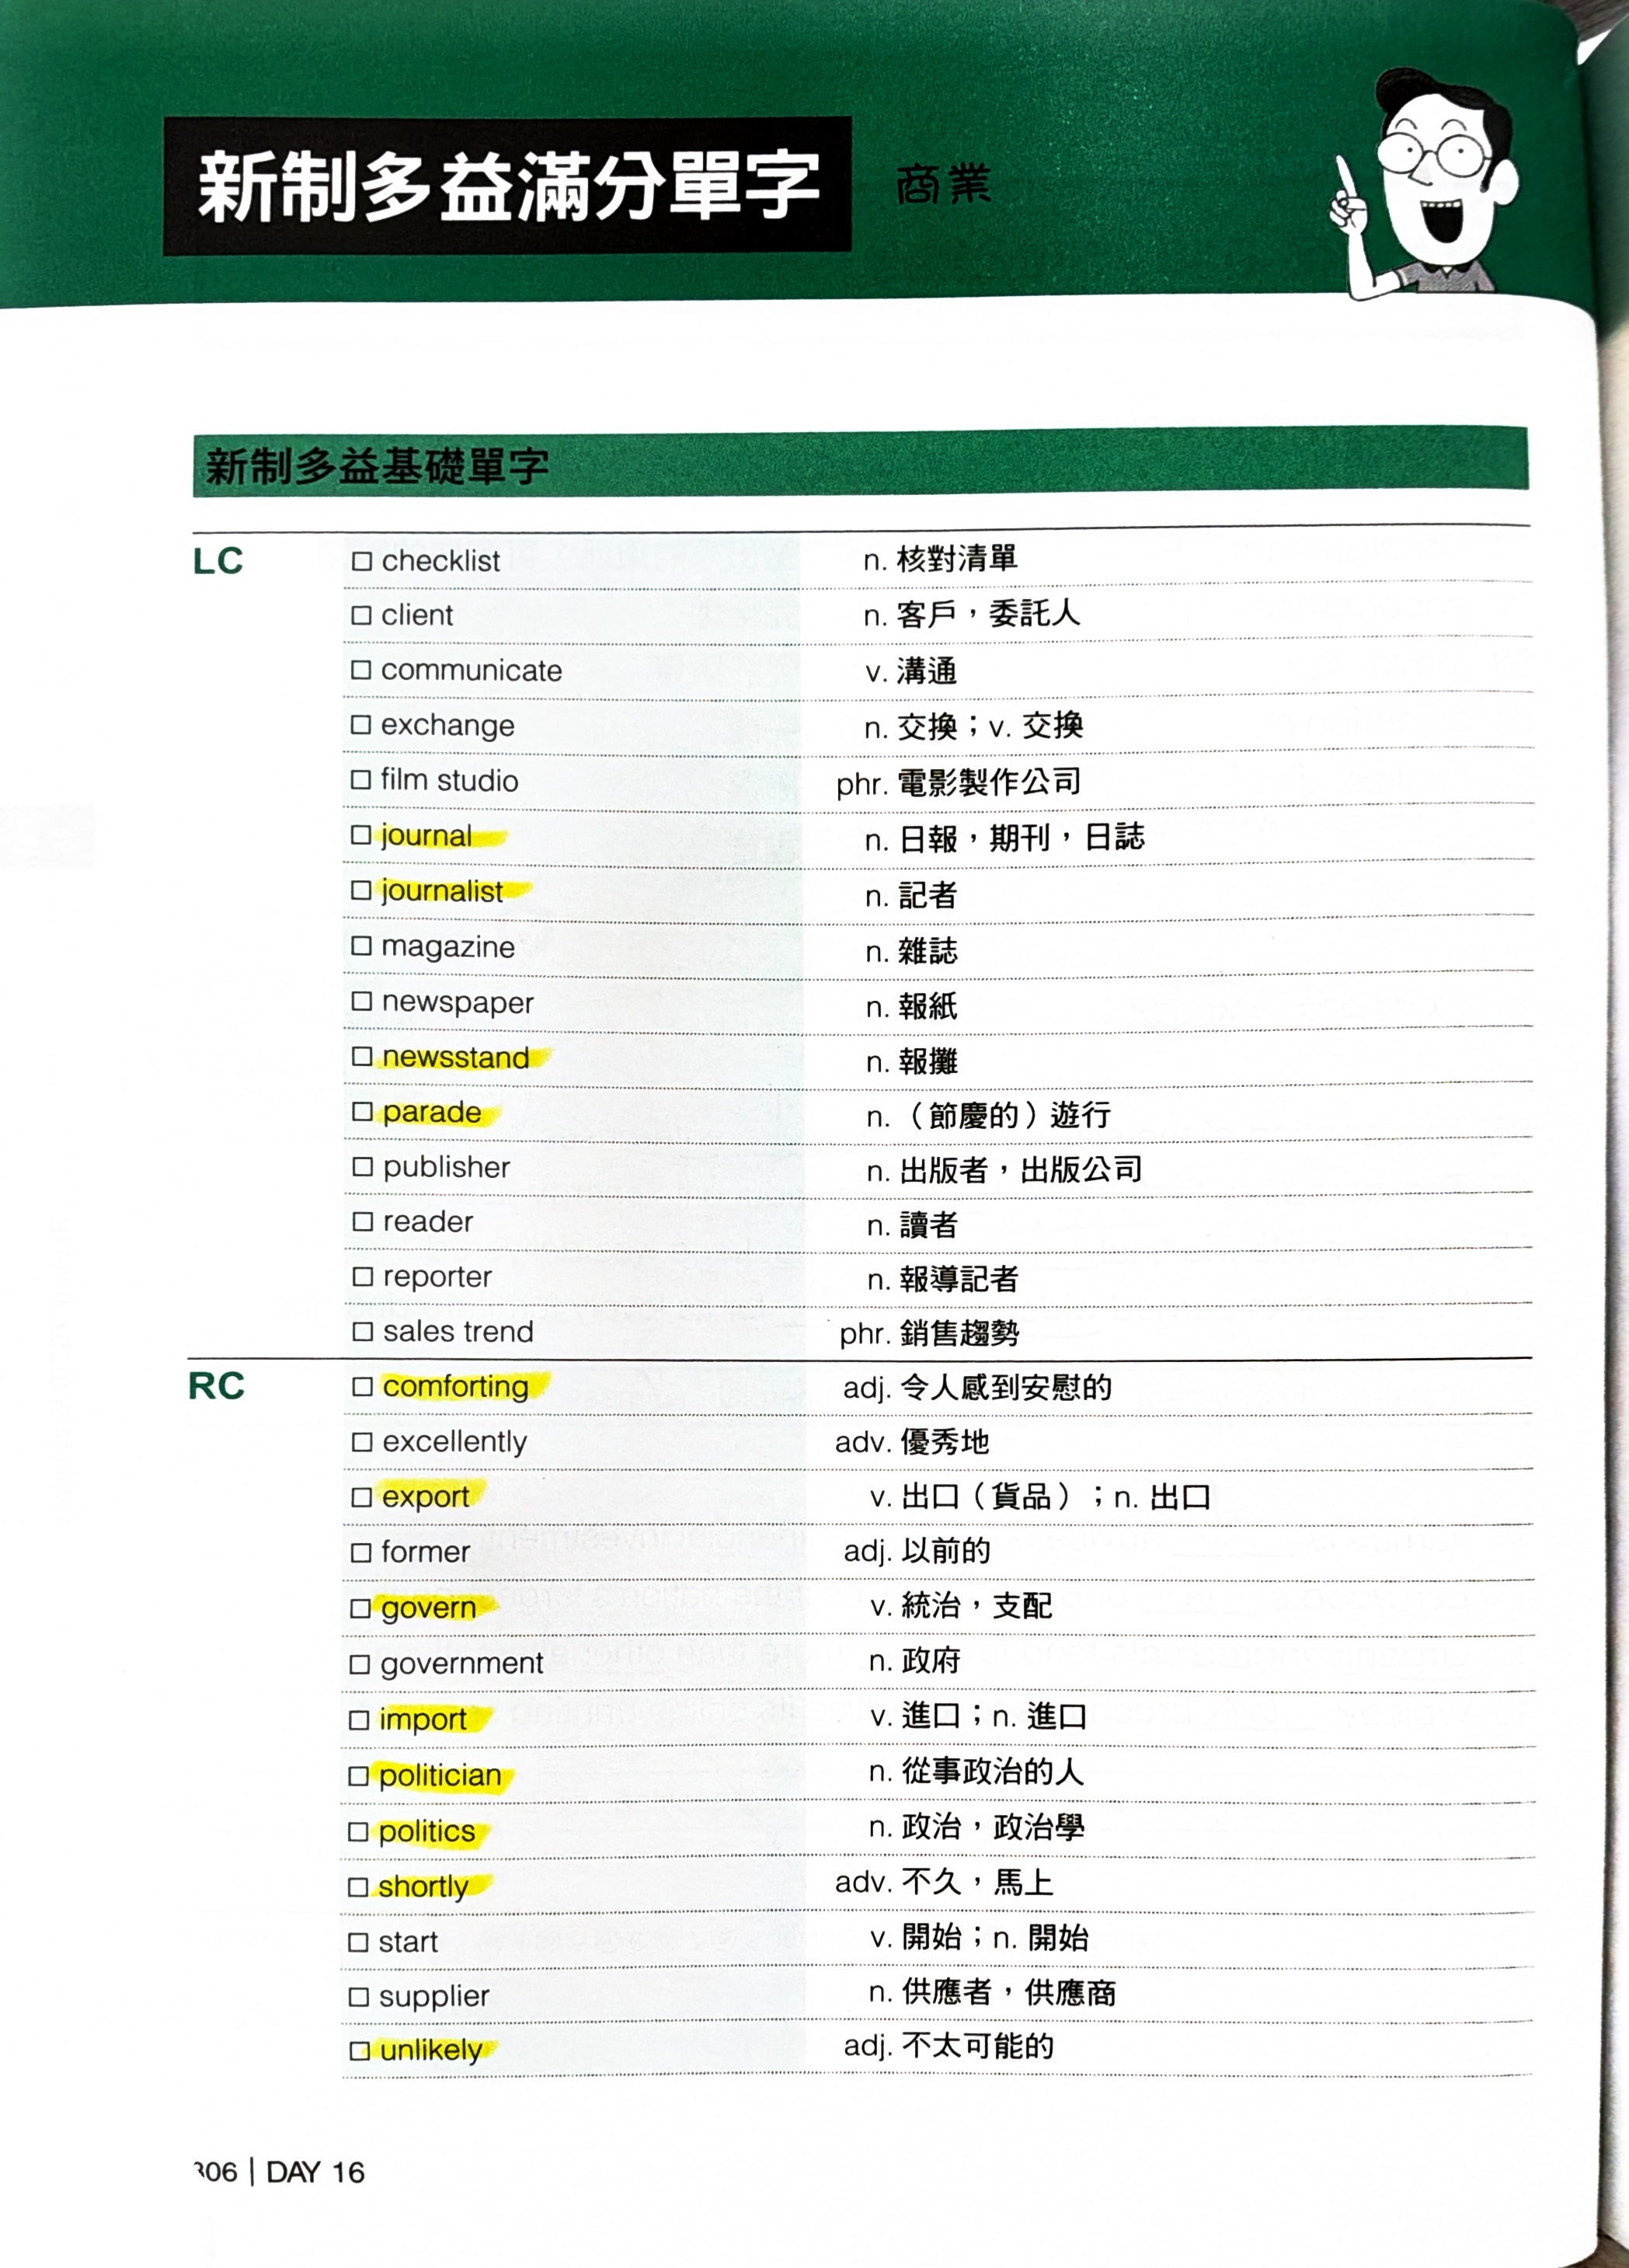 新制多益滿分單字 商業
新制多益基礎單字
LC □ checklist n. 核對清單
□ client n. 客戶，委託人
□ communicate v. 溝通
□ exchange n. 交換；v. 交換
□ film studio phr. 電影製作公司
□ journal n. 日報，期刊，日誌
□ journalist n. 記者
□ magazine n. 雜誌
□ newspaper n. 報紙
□ newsstand n. 報攤
□ parade n.（節慶的）遊行
□ publisher n. 出版者，出版公司
□ reader n. 讀者
□ reporter n. 報導記者
□ sales trend phr. 銷售趨勢
RC □ comforting adj. 令人感到安慰的
□ excellently adv. 優秀地
□ export v. 出口（貨品）；n. 出口
□ former adj. 以前的
□ govern v. 統治，支配
□ government n. 政府
□ import v. 進口；n. 進口
□ politician n. 從事政治的人
□ politics n. 政治，政治學
□ shortly adv. 不久，馬上
□ start v. 開始；n. 開始
□ supplier n. 供應者，供應商
□ unlikely adj. 不太可能的
306 | DAY 16